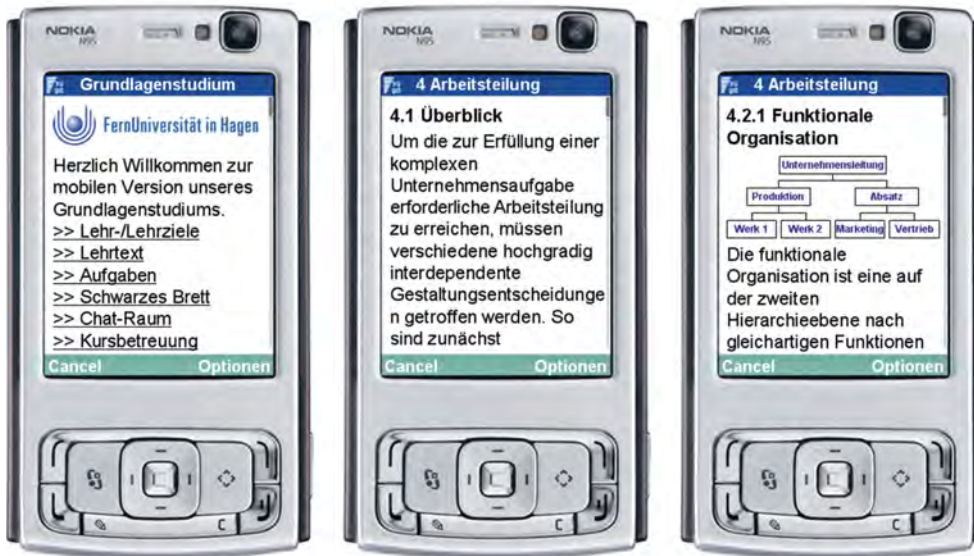 NOKIA
N95
Grundlagenstudium
FernUniversität in Hagen
Herzlich Willkommen zur
mobilen Version unseres
Grundlagenstudiums.
>> Lehr-/Lehrziele
>> Lehrtext
>> Aufgaben
>> Schwarzes Brett
>> Chat-Raum
>> Kursbetreuung
Cancel Optionen
C
NOKIA
N95
4 Arbeitsteilung
4.1 Überblick
Um die zur Erfüllung einer
komplexen
Unternehmensaufgabe
erforderliche Arbeitsteilung
zu erreichen, müssen
verschiedene hochgradig
interdependente
Gestaltungsentscheidunge
n getroffen werden. So
sind zunächst
Cancel Optionen
C
NOKIA
N95
4 Arbeitsteilung
4.2.1 Funktionale
Organisation
Unternehmensleitung
Produktion Absatz
Werk 1 Werk 2 Marketing Vertrieb
Die funktionale
Organisation ist eine auf
der zweiten
Hierarchieebene nach
gleichartigen Funktionen
Cancel Optionen
C